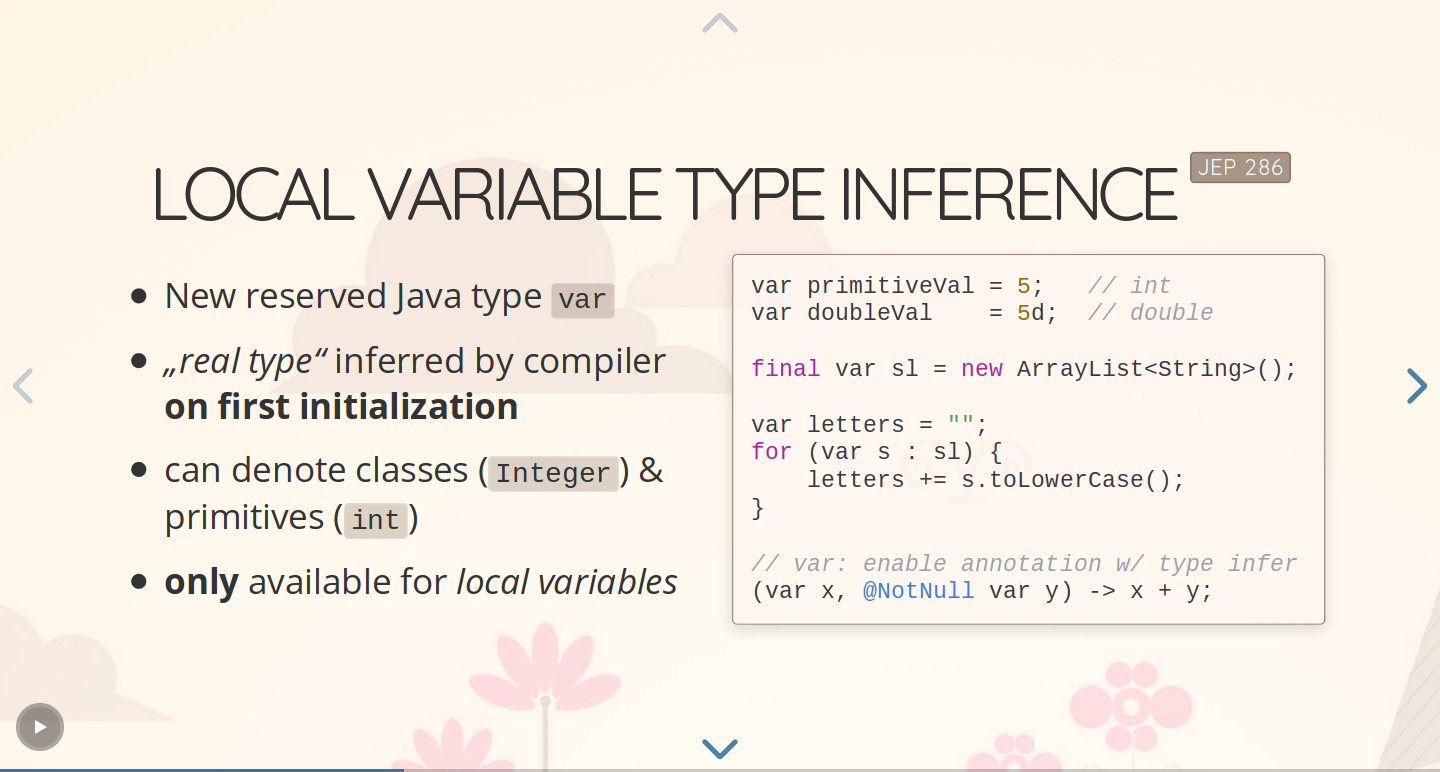 LOCAL VARIABLE TYPE INFERENCE JEP 286
New reserved Java type var
„real type“ inferred by compiler
on first initialization
can denote classes (Integer) &
primitives (int)
only available for local variables
var primitiveVal = 5;   // int
var doubleVal    = 5d;  // double
final var sl = new ArrayList<String>();
var letters = "";
for (var s : sl) {
    letters += s.toLowerCase();
}
// var: enable annotation w/ type infer
(var x, @NotNull var y) -> x + y;